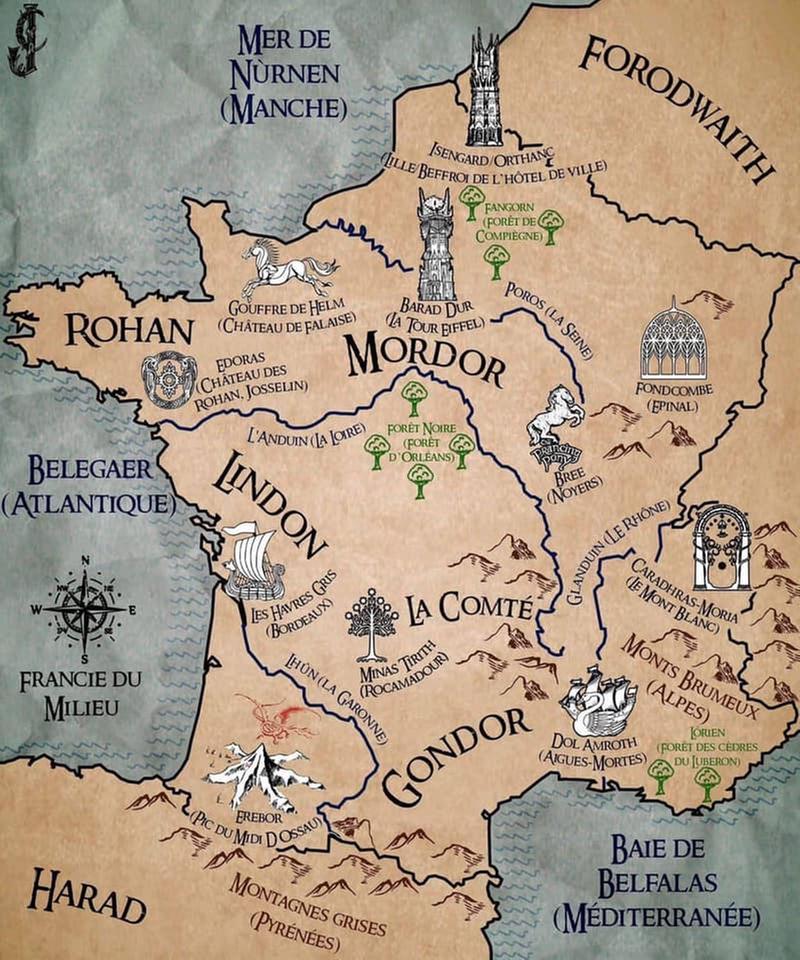 Mer de
Nùrnen
(Manche)
Forodwaith
Isengard/Orthanc
(Lille/Beffroi de l'hôtel de ville)
Fangorn
(Forêt de
Compiègne)
Gouffre de Helm
(Château de Falaise)
Barad Dur
(La Tour Eiffel)
Poros (La Seine)
Rohan
Mordor
Edoras
(Château des
Rohan, Josselin)
Fondcombe
(Epinal)
L'Anduin (La Loire)
Forêt Noire
(Forêt
d'Orléans)
Prancing
Pony
Bree
(Noyers)
Belegaer
(Atlantique)
Lindon
Glanduin (Le Rhône)
Caradhras-Moria
(Le Mont Blanc)
N
NW
NE
W
E
SW
SE
S
Les Havres Gris
(Bordeaux)
La Comté
Minas Tirith
(Rocamadour)
Francie du
Milieu
Lhûn (La Garonne)
Monts Brumeux
(Alpes)
Gondor
Dol Amroth
(Aigues-Mortes)
Lorien
(Forêt des cèdres
du Luberon)
Erebor
(Pic du Midi D'Ossau)
Harad
Montagnes grises
(Pyrénées)
Baie de
Belfalas
(Méditerranée)